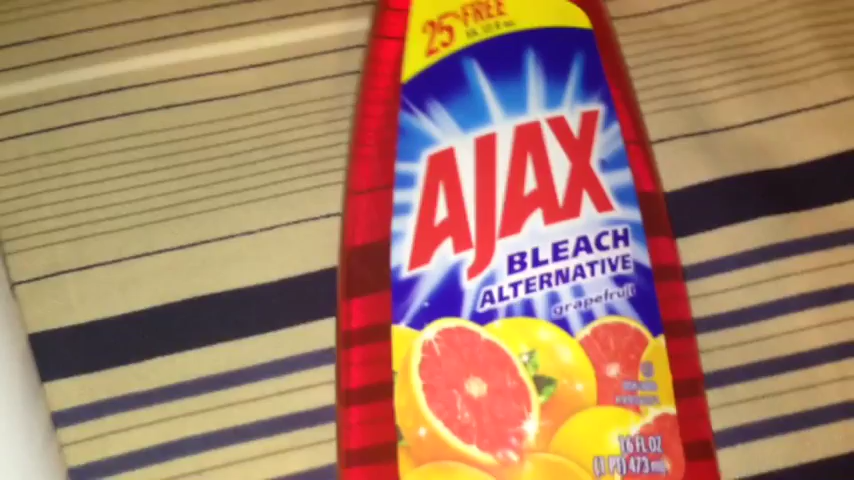 25% FREE
AJAX
BLEACH
ALTERNATIVE
grapefruit
16 FL OZ
(1 PT) 473 mL